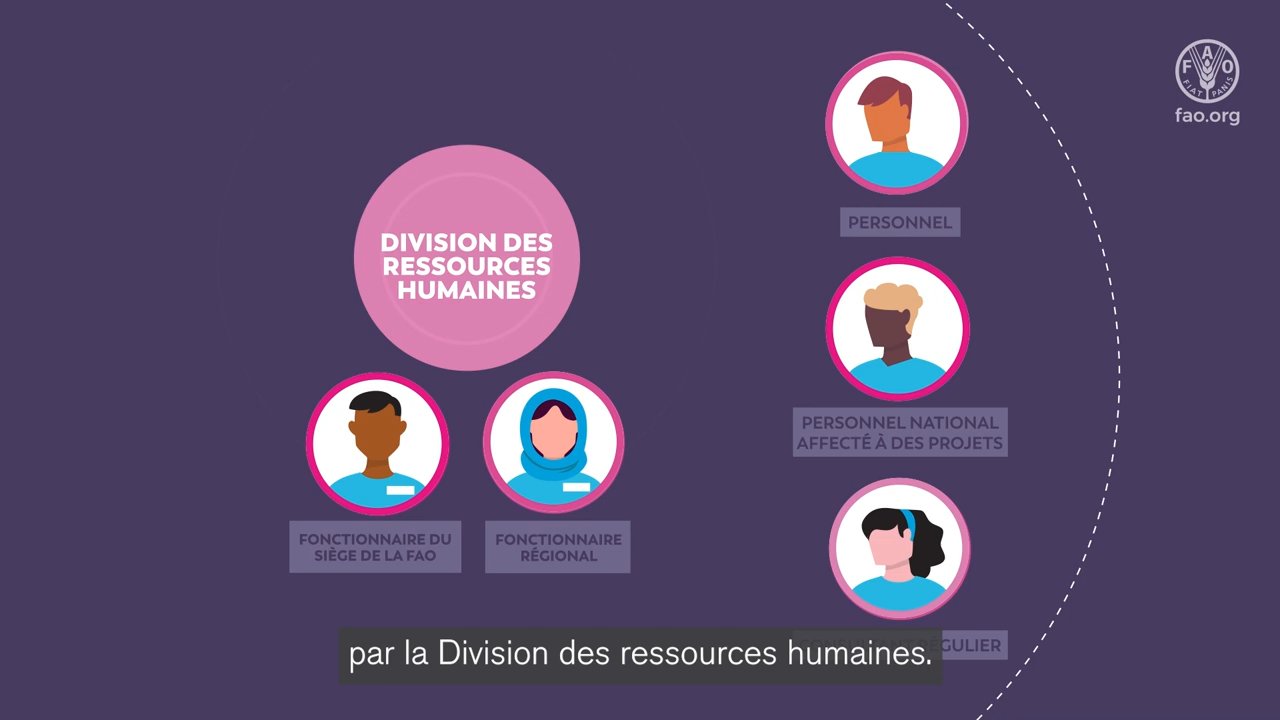 FAO
FIAT PANIS
fao.org
DIVISION DES
RESSOURCES
HUMAINES
PERSONNEL
PERSONNEL NATIONAL
AFFECTÉ À DES PROJETS
FONCTIONNAIRE DU
SIÈGE DE LA FAO
FONCTIONNAIRE
RÉGIONAL
RÉGULIER
par la Division des ressources humaines.